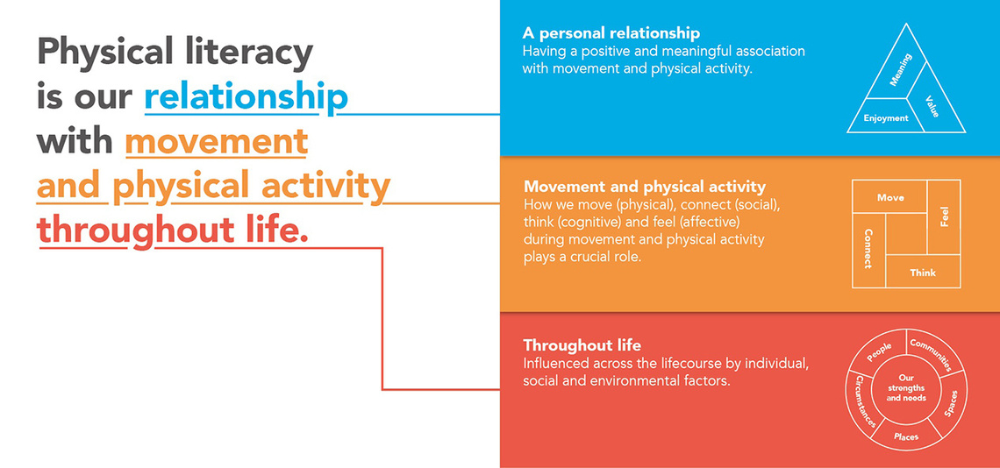 Physical literacy
is our relationship
with movement
and physical activity
throughout life.
A personal relationship
Having a positive and meaningful association
with movement and physical activity.
Meaning
Value
Enjoyment
Movement and physical activity
How we move (physical), connect (social),
think (cognitive) and feel (affective)
during movement and physical activity
plays a crucial role.
Move
Feel
Connect
Think
Throughout life
Influenced across the lifecourse by individual,
social and environmental factors.
People
Communities
Spaces
Places
Circumstances
Our
strengths
and needs